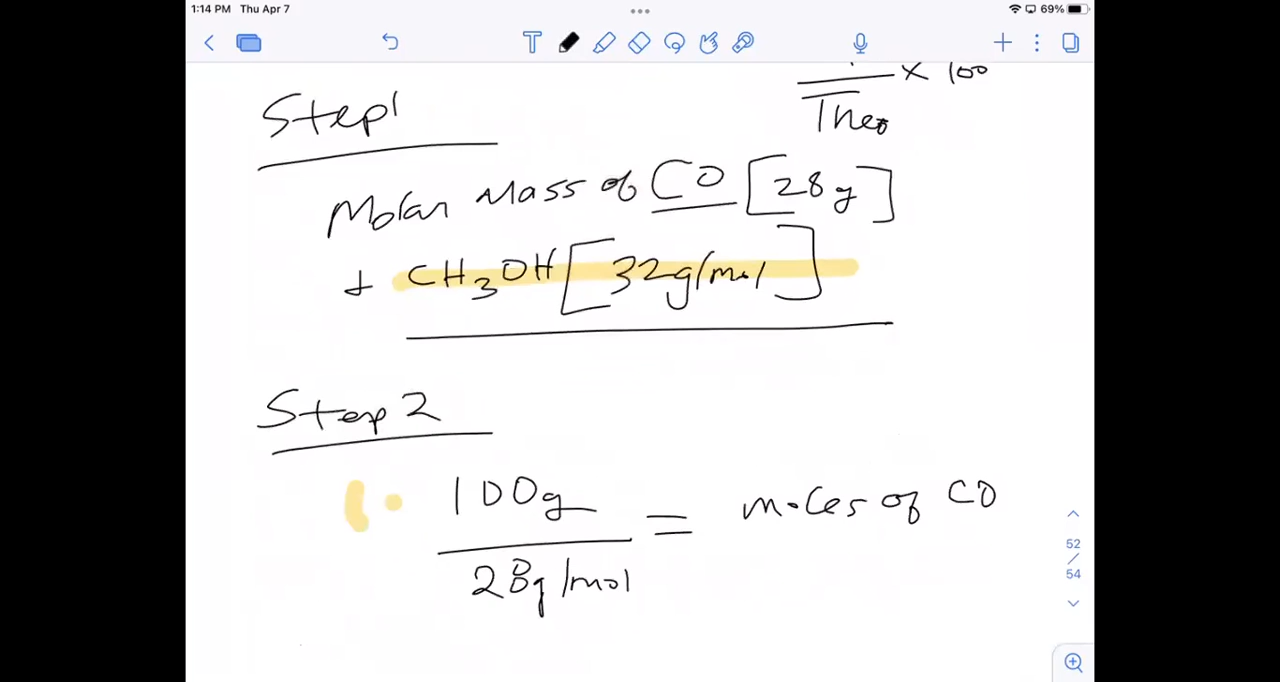 1:14 PM Thu Apr 7
69%
T
x 100
Theo
Step 1
Molar Mass of CO [28g]
+ CH3OH [32g/mol]
Step 2
1. 100g = moles of CO
28g/mol
52
/
54